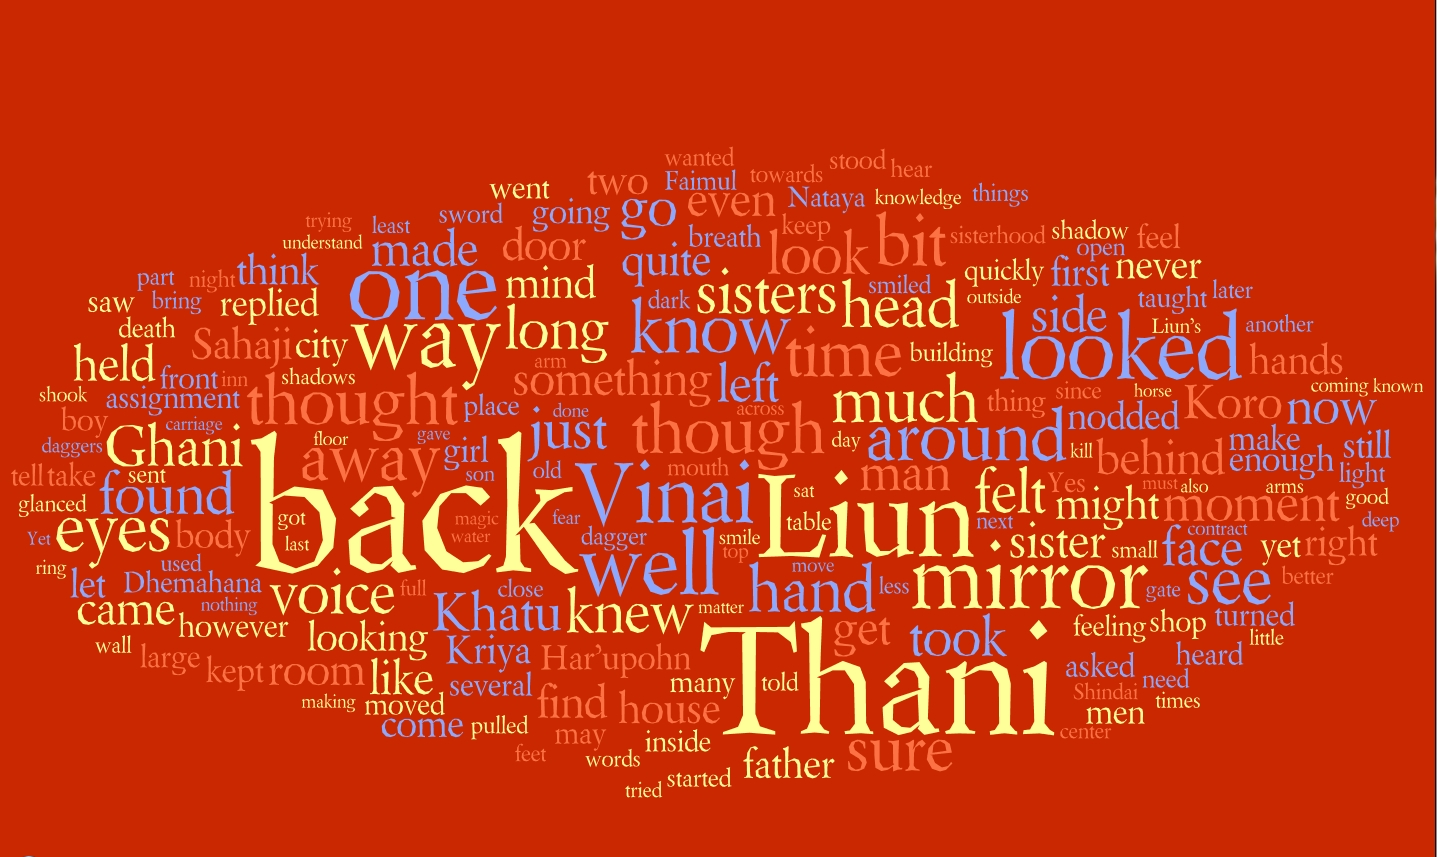 wanted stood hear
went two Faimul towards
sword going go even Nataya knowledge things
trying least breath keep
understand made door quite look bit sisterhood shadow open feel
part night think one mind dark sisters head smiled quickly first never
saw bring replied outside taught later
death way long know side looked Liun's another
held Sahaji city arm time building hands
front inn shadows something left coming known
shook assignment thought place done across much thing since horse Koro now
boy carriage gave just though nodded make
daggers Ghani floor away girl day around kill behind enough still
tell take sent back son old Vinai mouth Liun man felt Yes must also arms light
glanced found sat might moment good
eyes body got magic fear table next contract deep
Yet last water dagger smile sister small face yet right
ring used well top move mirror see
let Dhemahana voice full close hand less gate better
came nothing Khatu knew matter turned
however looking get took feeling shop little
wall Kriya Har'upohn Thani heard
large kept room like several many told asked need
making moved find house Shindai times
come pulled men
may inside center
feet words father sure
tried started